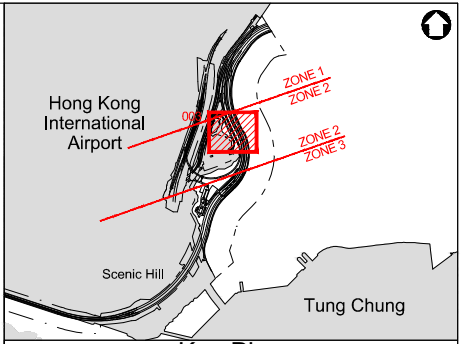 ZONE 1
ZONE 2
Hong Kong
International
Airport
ZONE 2
ZONE 3
Scenic Hill
Tung Chung